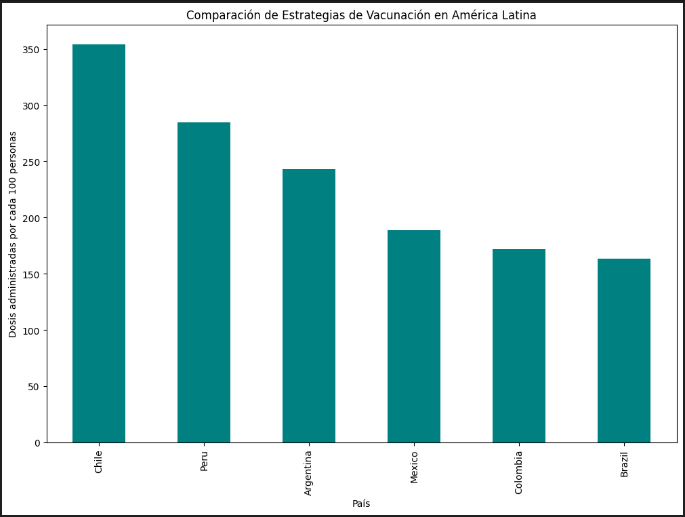 Comparación de Estrategias de Vacunación en América Latina
Dosis administradas por cada 100 personas
350
300
250
200
150
100
50
0
Chile
Peru
Argentina
Mexico
Colombia
Brazil
País